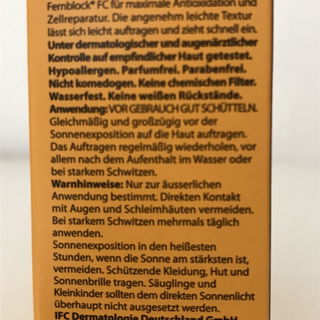 Fernblock® FC für maximale Antioxidation und
Zellreparatur. Die angenehm leichte Textur
lässt sich leicht auftragen und zieht schnell ein.
Unter dermatologischer und augenärztlicher
Kontrolle auf empfindlicher Haut getestet.
Hypoallergen. Parfumfrei. Parabenfrei.
Nicht komedogen. Keine chemischen Filter.
Wasserfest. Keine weißen Rückstände.
Anwendung: VOR GEBRAUCH GUT SCHÜTTELN.
Gleichmäßig und großzügig vor der
Sonnenexposition auf die Haut auftragen.
Das Auftragen regelmäßig wiederholen, vor
allem nach dem Aufenthalt im Wasser oder
bei starkem Schwitzen.
Warnhinweise: Nur zur äusserlichen
Anwendung bestimmt. Direkten Kontakt
mit Augen und Schleimhäuten vermeiden.
Bei starkem Schwitzen mehrmals täglich
anwenden.
Sonnenexposition in den heißesten
Stunden, wenn die Sonne am stärksten ist,
vermeiden. Schützende Kleidung, Hut und
Sonnenbrille tragen. Säuglinge und
Kleinkinder sollten dem direkten Sonnenlicht
überhaupt nicht ausgesetzt werden.
IFC Dermatologie Deutschland GmbH